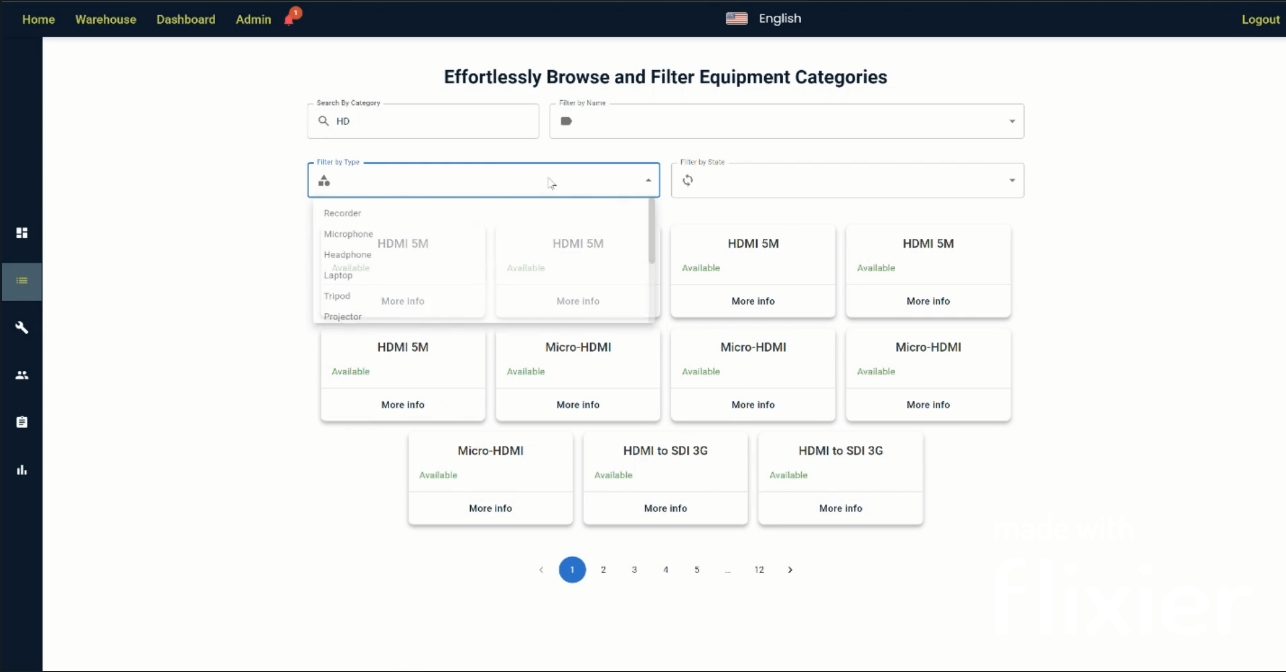 Home Warehouse Dashboard Admin 1 English Logout
Effortlessly Browse and Filter Equipment Categories
Search By Category
HD
Filter by Name
Filter by Type
Filter by State
Recorder
Microphone
Headphone
Laptop
Tripod
Projector
HDMI 5M HDMI 5M HDMI 5M HDMI 5M
Available Available Available Available
More info More info More info More info
HDMI 5M Micro-HDMI Micro-HDMI Micro-HDMI
Available Available Available Available
More info More info More info More info
Micro-HDMI HDMI to SDI 3G HDMI to SDI 3G
Available Available Available
More info More info More info
‹ 1 2 3 4 5 ... 12 ›
made with
flixier